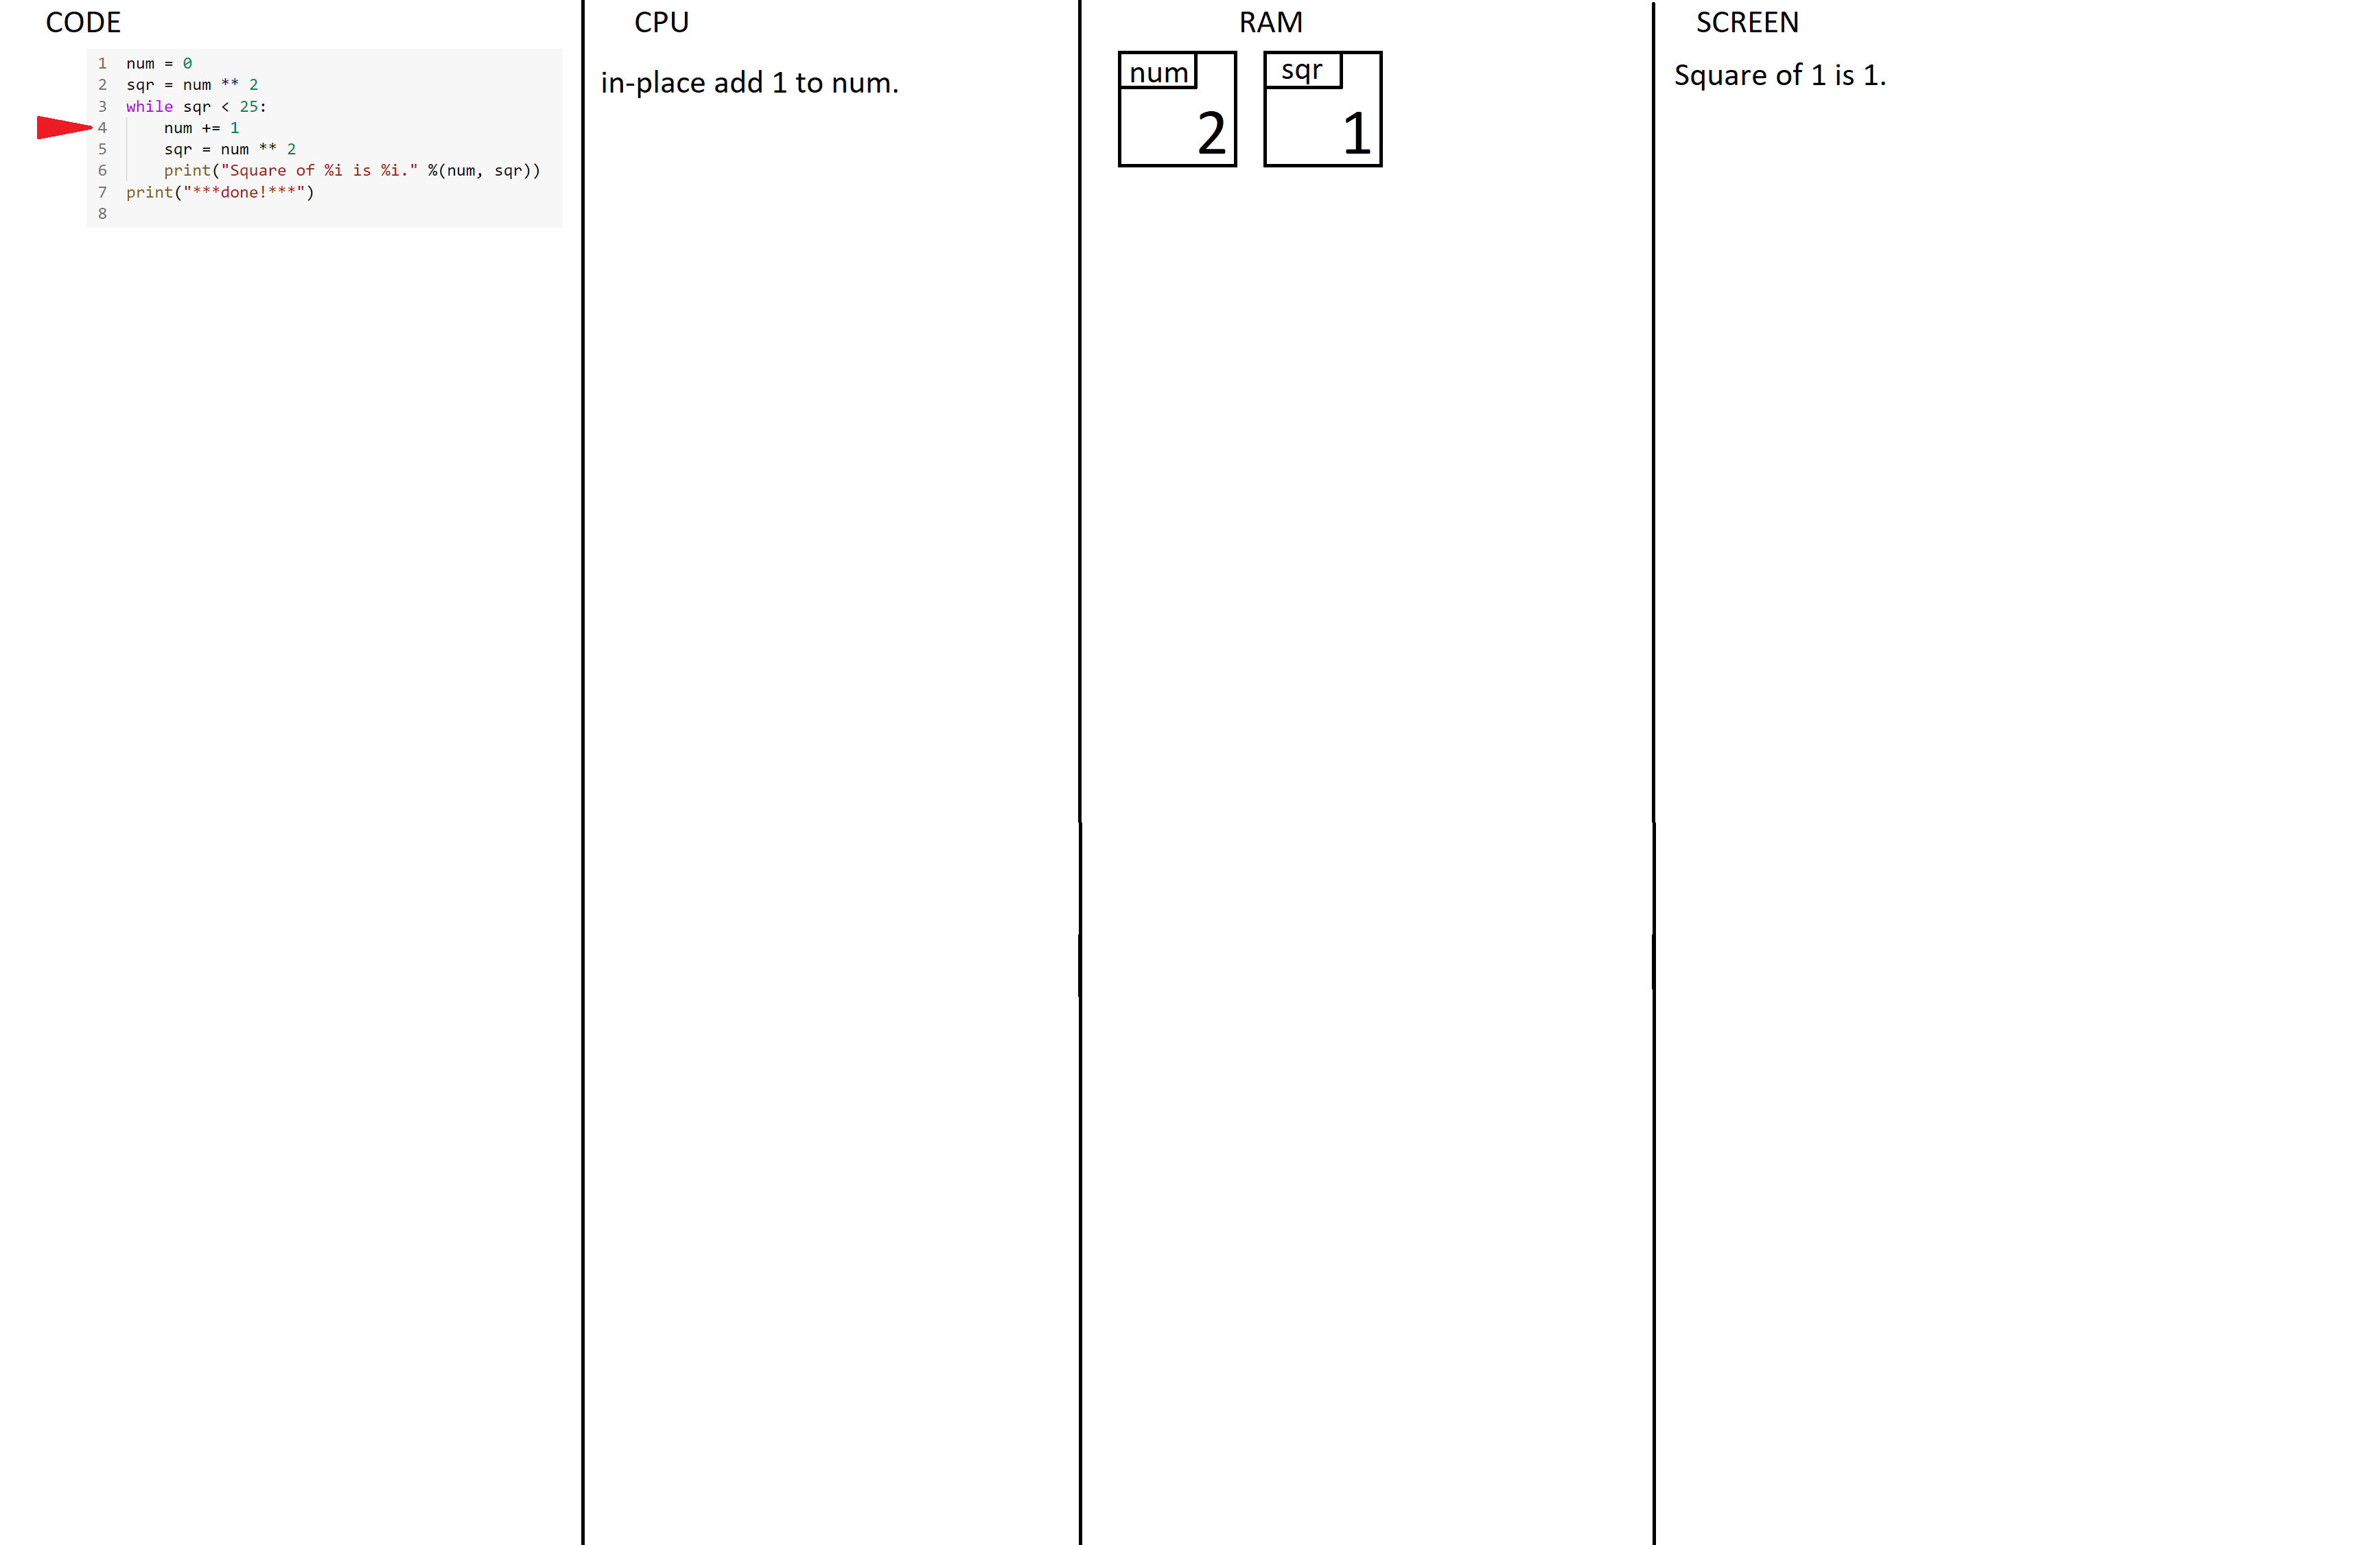 CODE
1 num = 0
2 sqr = num ** 2
3 while sqr < 25:
4     num += 1
5     sqr = num ** 2
6     print("Square of %i is %i." %(num, sqr))
7 print("***done!***")
8
CPU
in-place add 1 to num.
RAM
num
2
sqr
1
SCREEN
Square of 1 is 1.